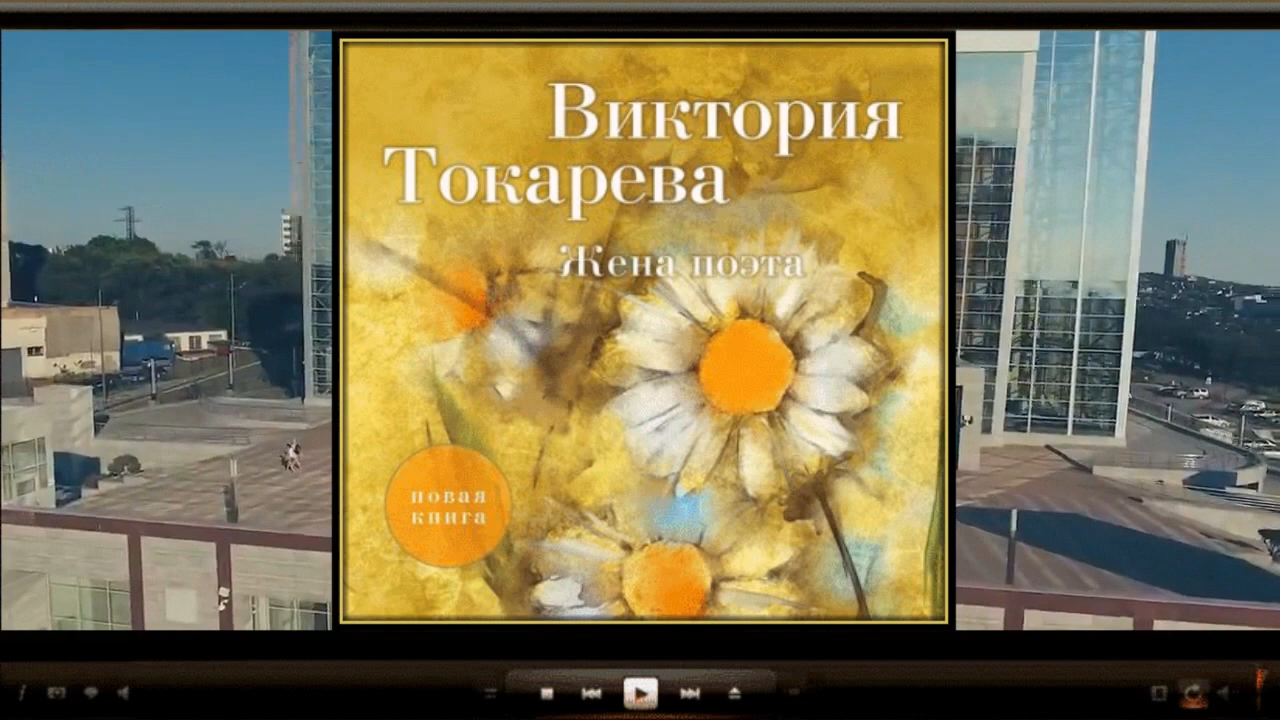 Виктория
Токарева
Жена поэта
новая
книга